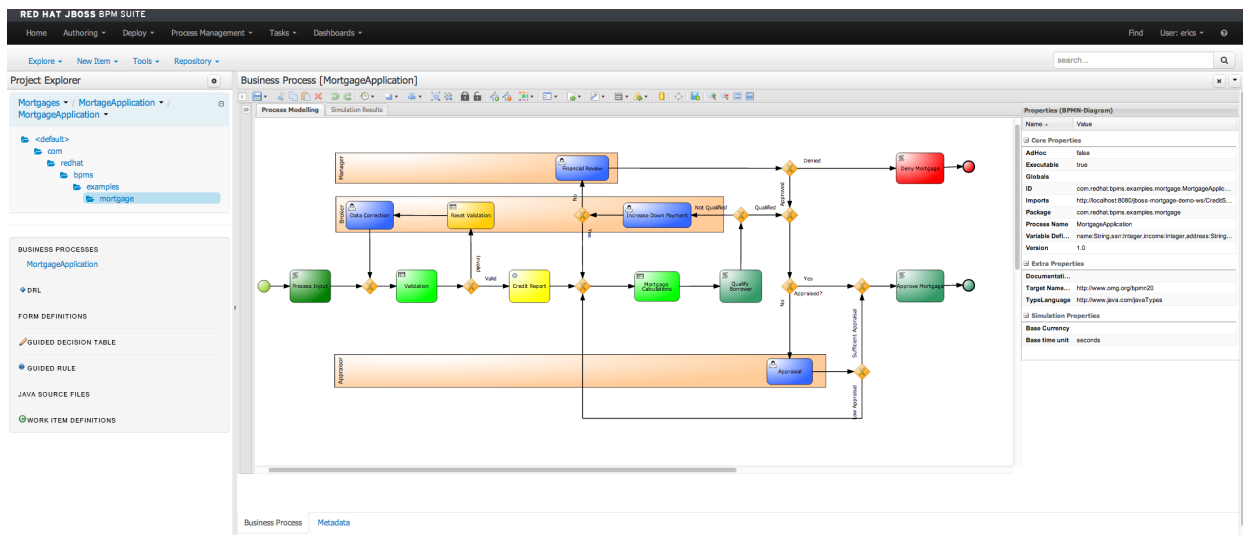 RED HAT JBOSS BPM SUITE
Home Authoring Deploy Process Management Tasks Dashboards Find User: erics
Explore New Item Tools Repository search...
Project Explorer
Mortgages / MortageApplication /
MortgageApplication
<default>
com
redhat
bpms
examples
mortgage
BUSINESS PROCESSES
MortgageApplication
DRL
FORM DEFINITIONS
GUIDED DECISION TABLE
GUIDED RULE
JAVA SOURCE FILES
WORK ITEM DEFINITIONS
Business Process [MortgageApplication]
Process Modelling Simulation Results
Manager
Financial Review
Denied
Deny Mortgage
No
Approved
Broker
Data Correction
Reset Validation
Increase Down Payment
Not Qualified
Qualified
Yes
Invalid
Process Input
Validation
Valid
Credit Report
Mortgage
Calculations
Qualify
Borrower
Yes
Appraised?
Approve Mortgage
No
Sufficient Appraisal
Appraisor
Appraisal
Low Appraisal
Properties (BPMN-Diagram)
Name Value
Core Properties
AdHoc false
Executable true
Globals
ID com.redhat.bpms.examples.mortgage.MortgageApplic...
Imports http://localhost:8080/jboss-mortgage-demo-ws/CreditS...
Package com.redhat.bpms.examples.mortgage
Process Name MortgageApplication
Variable Defi... name:String,ssn:Integer,income:Integer,address:String...
Version 1.0
Extra Properties
Documentati...
Target Name... http://www.omg.org/bpmn20
TypeLanguage http://www.java.com/javaTypes
Simulation Properties
Base Currency
Base time unit seconds
Business Process Metadata